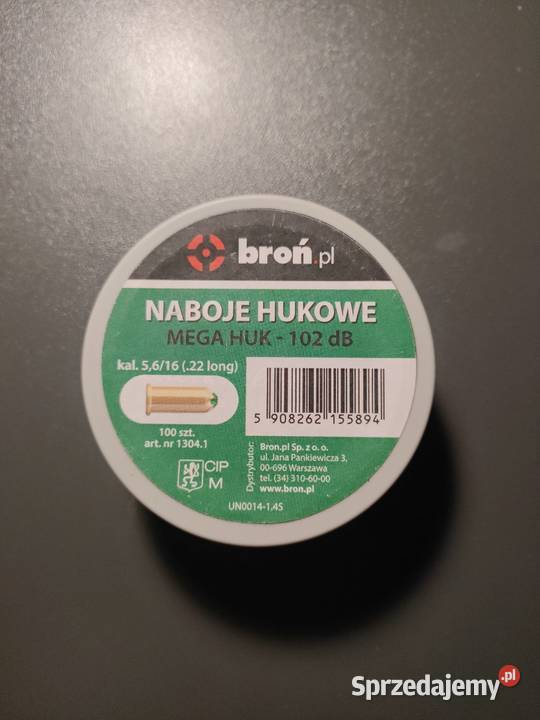 broń.pl
NABOJE HUKOWE
MEGA HUK - 102 dB
kal. 5,6/16 (.22 long)
100 szt.
art. nr 1304.1
CIP
M
5 908262 155894
Dystrybutor:
Bron.pl Sp. z o. o.
ul. Jana Pankiewicza 3,
00-696 Warszawa
tel. (34) 310-60-00
www.bron.pl
UN0014-1.4S
Sprzedajemy.pl